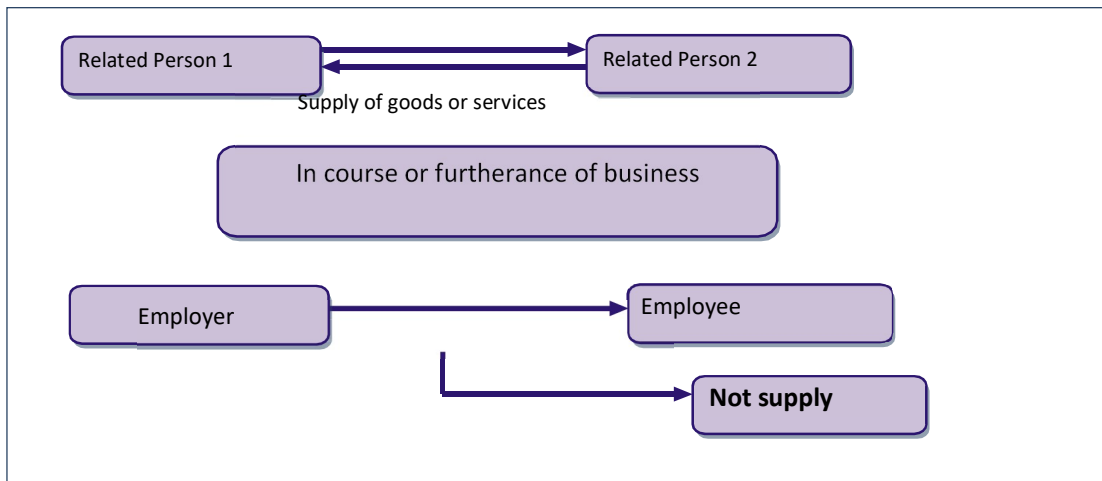 Related Person 1
Related Person 2
Supply of goods or services
In course or furtherance of business
Employer
Employee
Not supply